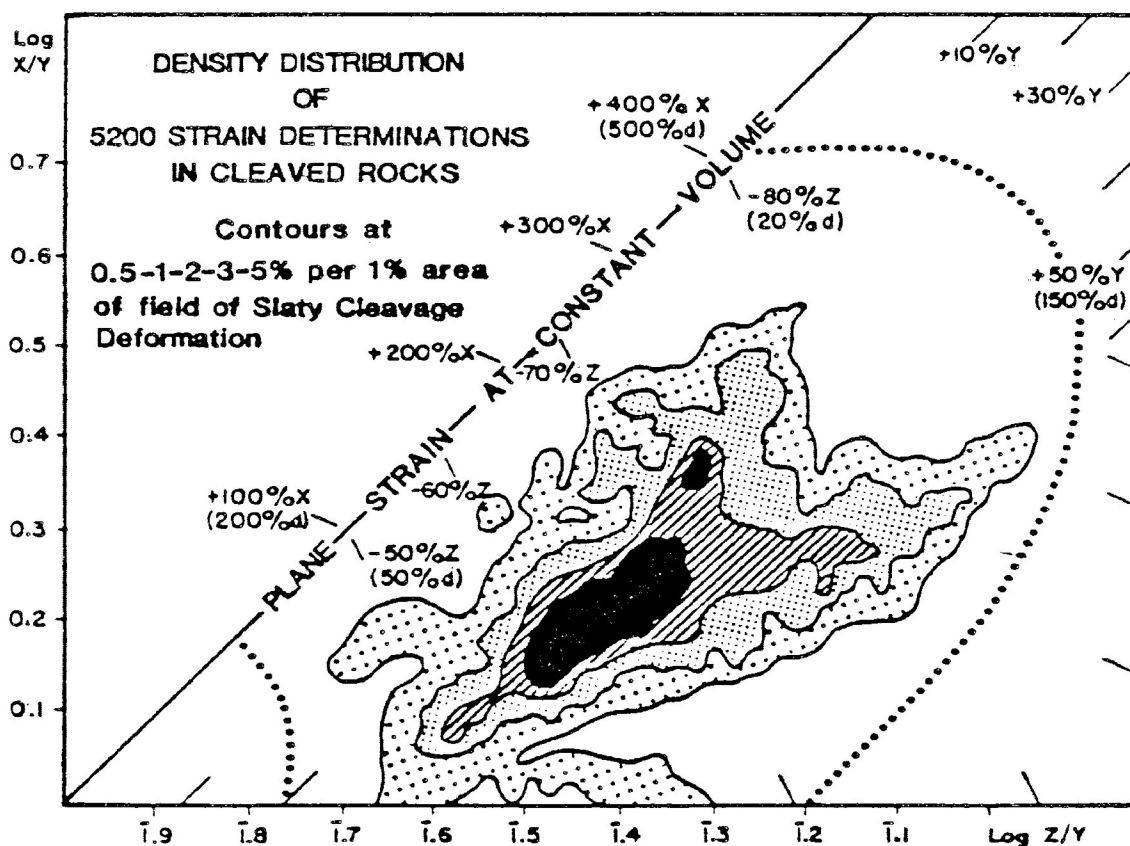 Log
X/Y
DENSITY DISTRIBUTION
OF
5200 STRAIN DETERMINATIONS
IN CLEAVED ROCKS
Contours at
0.5-1-2-3-5% per 1% area
of field of Slaty Cleavage
Deformation
+10%Y
+30%Y
+400%X
(500%d)
-80%Z
(20%d)
+300%X
+50%Y
(150%d)
+200%X
-70%Z
-60%Z
+100%X
(200%d)
-50%Z
(50%d)
PLANE STRAIN AT CONSTANT VOLUME
0.7
0.6
0.5
0.4
0.3
0.2
0.1
1̄.9 1̄.8 1̄.7 1̄.6 1̄.5 1̄.4 1̄.3 1̄.2 1̄.1 Log Z/Y